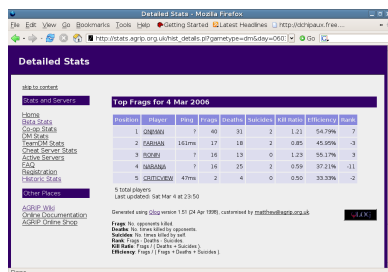 Detailed Stats - Mozilla Firefox
File Edit View Go Bookmarks Tools Help Getting Started Latest Headlines http://dchipaux.free....
http://stats.agrip.org.uk/hist_details.pl?gametype=dm&day=060 Go
Detailed Stats
skip to content
Stats and Servers
Home
Beta Stats
Co-op Stats
DM Stats
TeamDM Stats
Cheat Server Stats
Active Servers
FAQ
Registration
Historic Stats
Other Places
AGRIP Wiki
Online Documentation
AGRIP Online Shop
Top Frags for 4 Mar 2006
Position Player Ping Frags Deaths Suicides Kill Ratio Efficiency Rank
1 ONJMAN ? 40 31 2 1.21 54.79% 7
2 FARHAN 161ms 17 18 2 0.85 45.95% -3
3 RONIN ? 16 13 0 1.23 55.17% 3
4 NARANJA ? 16 25 2 0.59 37.21% -11
5 CRITICVIEW 47ms 2 4 0 0.50 33.33% -2
5 total players
Last updated: Sat Mar 4 23:50
Generated using Qlog version 1.51 (24 Apr 1998), customised by matthew@agrip.org.uk.
Frags: No. opponents killed.
Deaths: No. times killed by opponents.
Suicides: No. times killed by self.
Rank: Frags - Deaths - Suicides.
Kill Ratio: Frags / ( Deaths + Suicides ).
Efficiency: Frags / ( Frags + Deaths + Suicides ).
Done